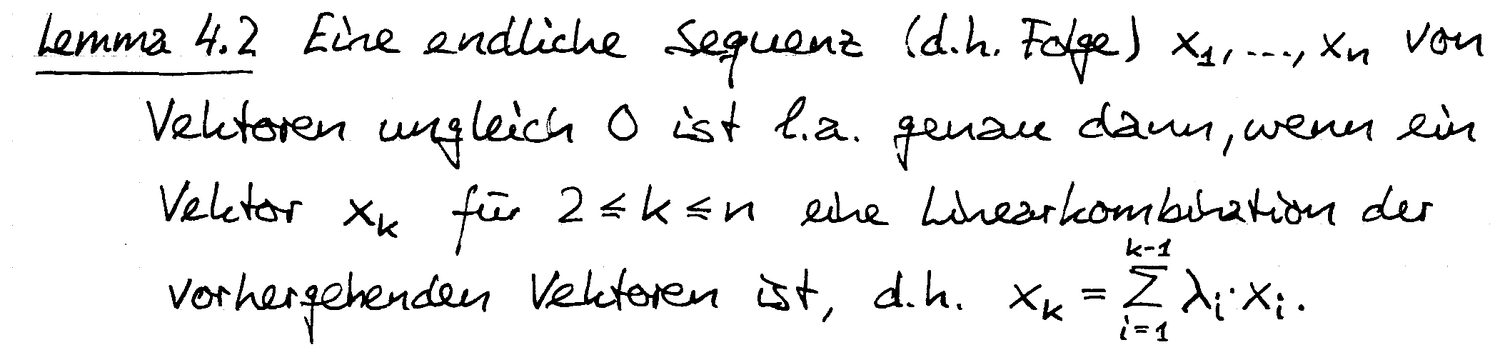 Lemma 4.2 Eine endliche Sequenz (d.h. Folge) x₁, ..., xₙ von
Vektoren ungleich 0 ist l.a. genau dann, wenn ein
Vektor xₖ für 2 ≤ k ≤ n eine Linearkombination der
vorhergehenden Vektoren ist, d.h. xₖ = ∑_{i=1}^{k-1} λᵢ · xᵢ.